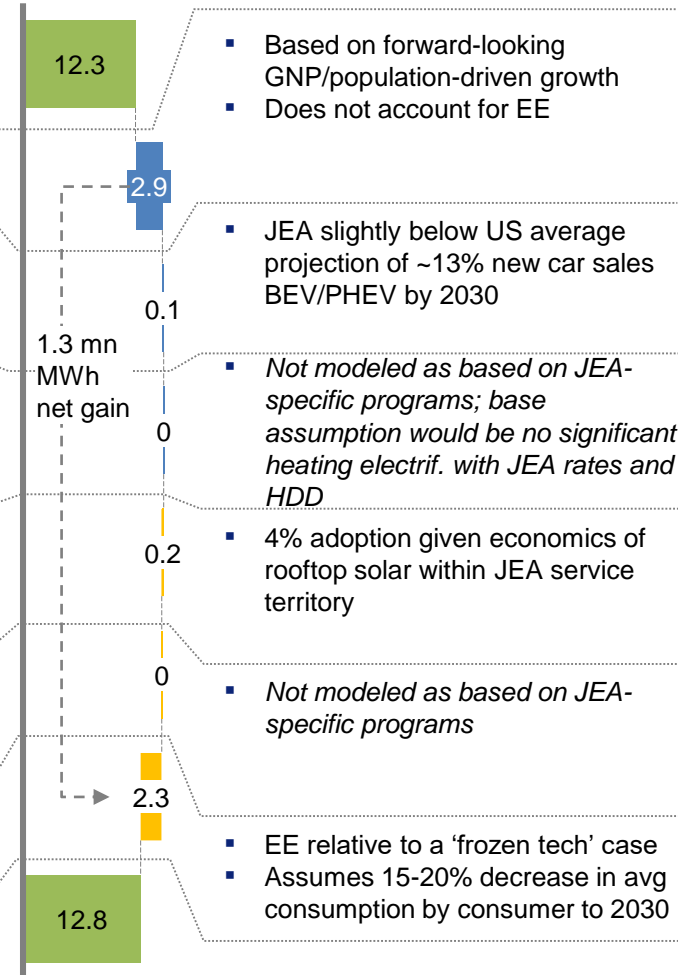 12.3
▪ Based on forward-looking
GNP/population-driven growth
▪ Does not account for EE
2.9
▪ JEA slightly below US average
projection of ~13% new car sales
BEV/PHEV by 2030
0.1
1.3 mn
MWh
net gain
▪ Not modeled as based on JEA-
specific programs; base
assumption would be no significant
heating electrif. with JEA rates and
HDD
0
0.2
▪ 4% adoption given economics of
rooftop solar within JEA service
territory
0
▪ Not modeled as based on JEA-
specific programs
2.3
▪ EE relative to a ‘frozen tech’ case
▪ Assumes 15-20% decrease in avg
consumption by consumer to 2030
12.8